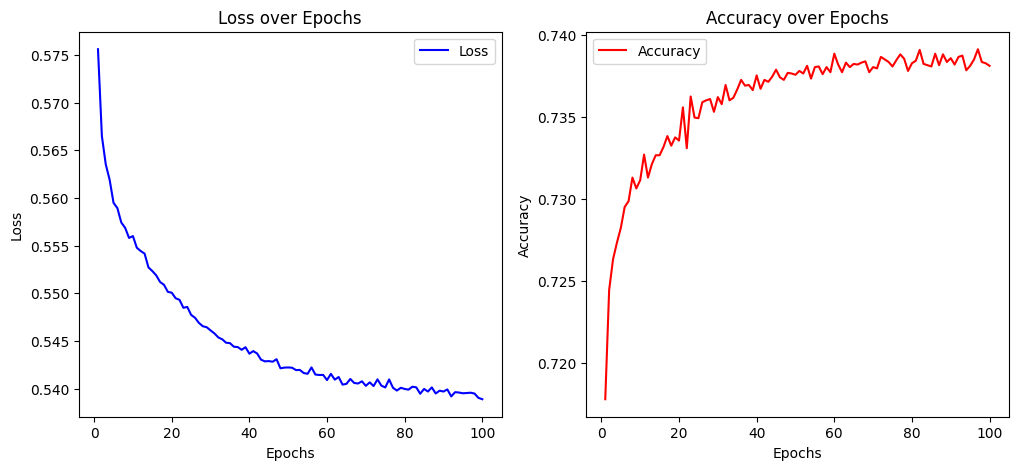 Loss over Epochs
Loss
0.575
0.570
0.565
0.560
0.555
0.550
0.545
0.540
0 20 40 60 80 100
Epochs
Loss
Accuracy over Epochs
Accuracy
0.740
0.735
0.730
0.725
0.720
0 20 40 60 80 100
Epochs
Accuracy